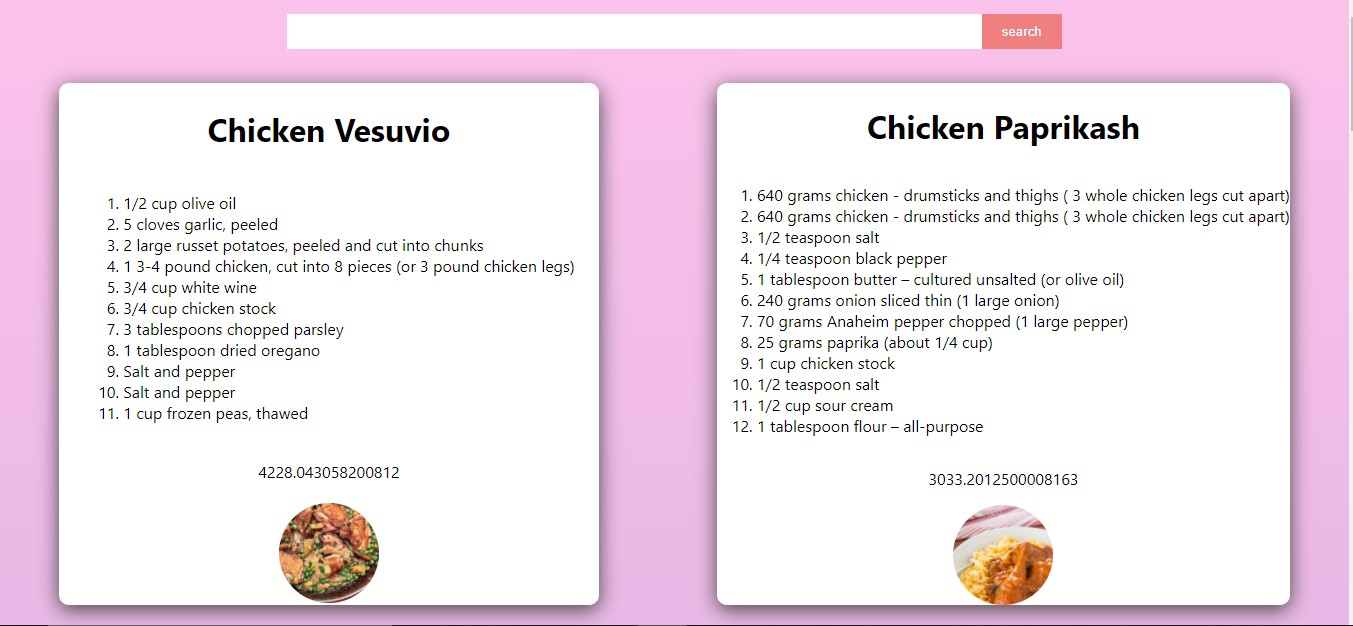 search
Chicken Vesuvio
1. 1/2 cup olive oil
2. 5 cloves garlic, peeled
3. 2 large russet potatoes, peeled and cut into chunks
4. 1 3-4 pound chicken, cut into 8 pieces (or 3 pound chicken legs)
5. 3/4 cup white wine
6. 3/4 cup chicken stock
7. 3 tablespoons chopped parsley
8. 1 tablespoon dried oregano
9. Salt and pepper
10. Salt and pepper
11. 1 cup frozen peas, thawed
4228.043058200812
Chicken Paprikash
1. 640 grams chicken - drumsticks and thighs ( 3 whole chicken legs cut apart)
2. 640 grams chicken - drumsticks and thighs ( 3 whole chicken legs cut apart)
3. 1/2 teaspoon salt
4. 1/4 teaspoon black pepper
5. 1 tablespoon butter – cultured unsalted (or olive oil)
6. 240 grams onion sliced thin (1 large onion)
7. 70 grams Anaheim pepper chopped (1 large pepper)
8. 25 grams paprika (about 1/4 cup)
9. 1 cup chicken stock
10. 1/2 teaspoon salt
11. 1/2 cup sour cream
12. 1 tablespoon flour – all-purpose
3033.2012500008163